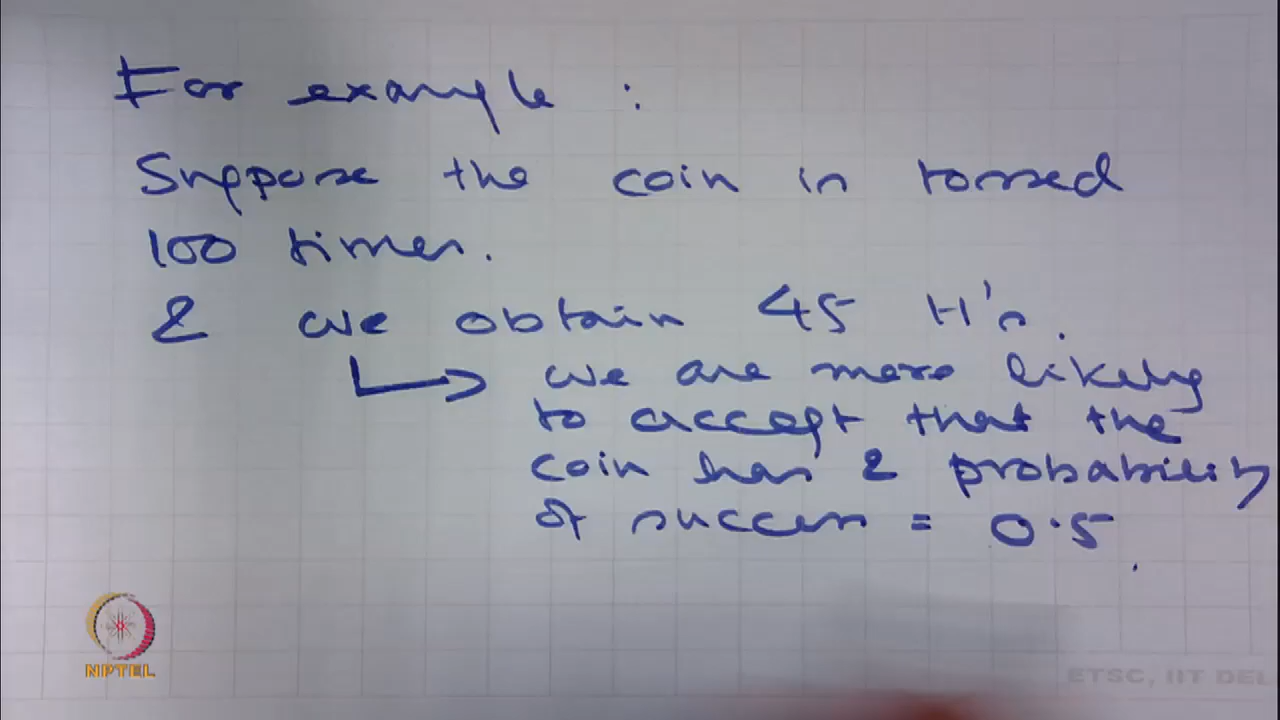 For example :
Suppose the coin is tossed
100 times.
& we obtain 45 H's.
we are more likely
to accept that the
coin has a probability
of success = 0.5
NPTEL
ETSC, IIT DEL